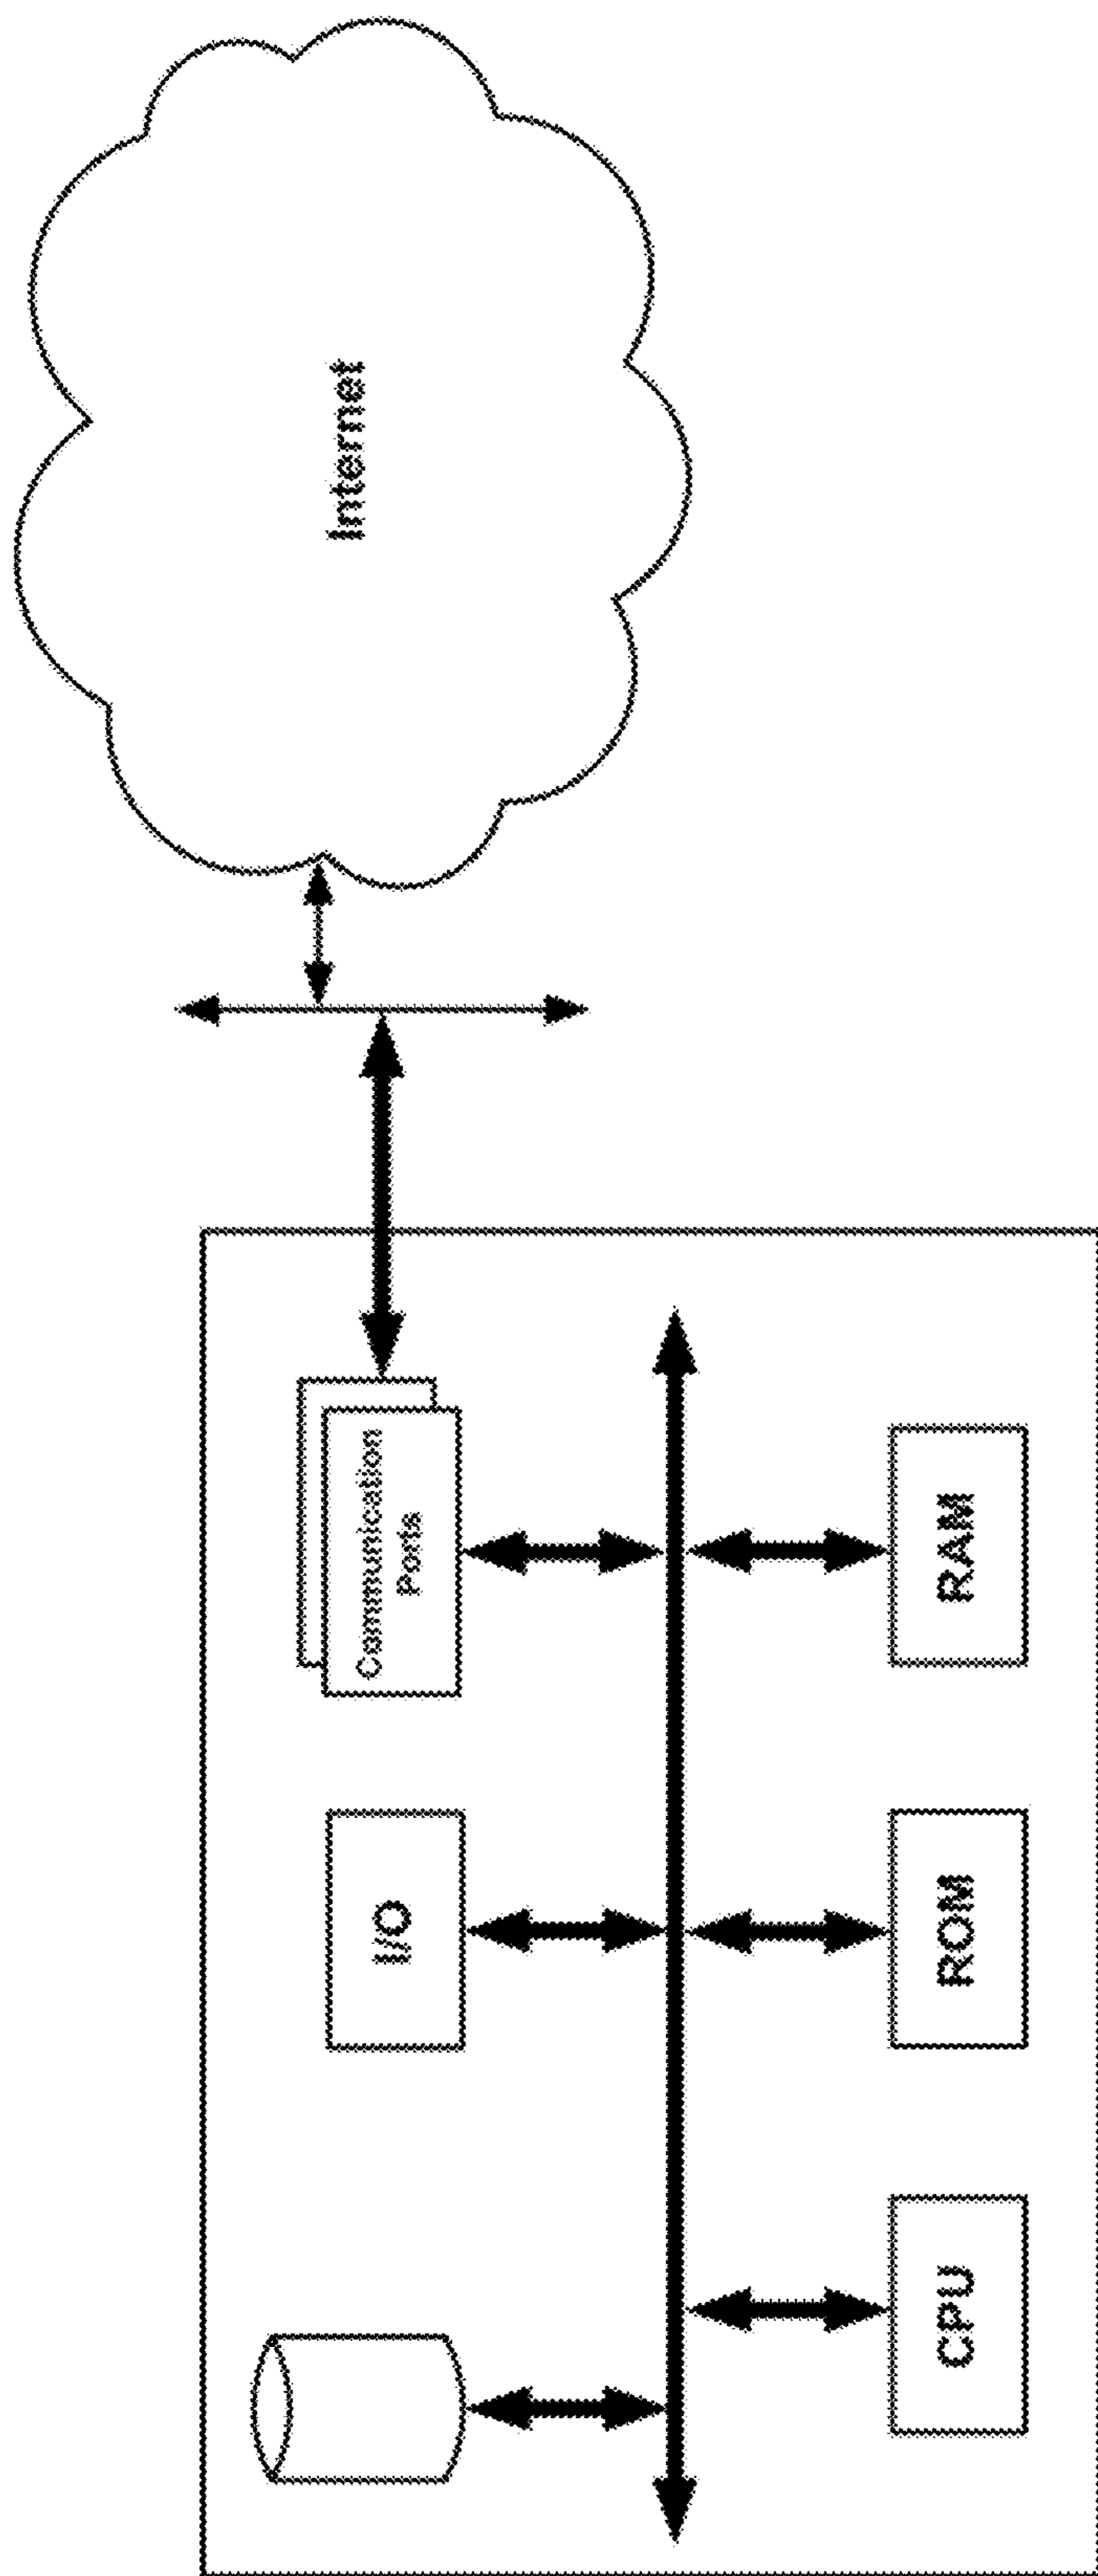 I/O
Communication
Ports
Internet
CPU
ROM
RAM